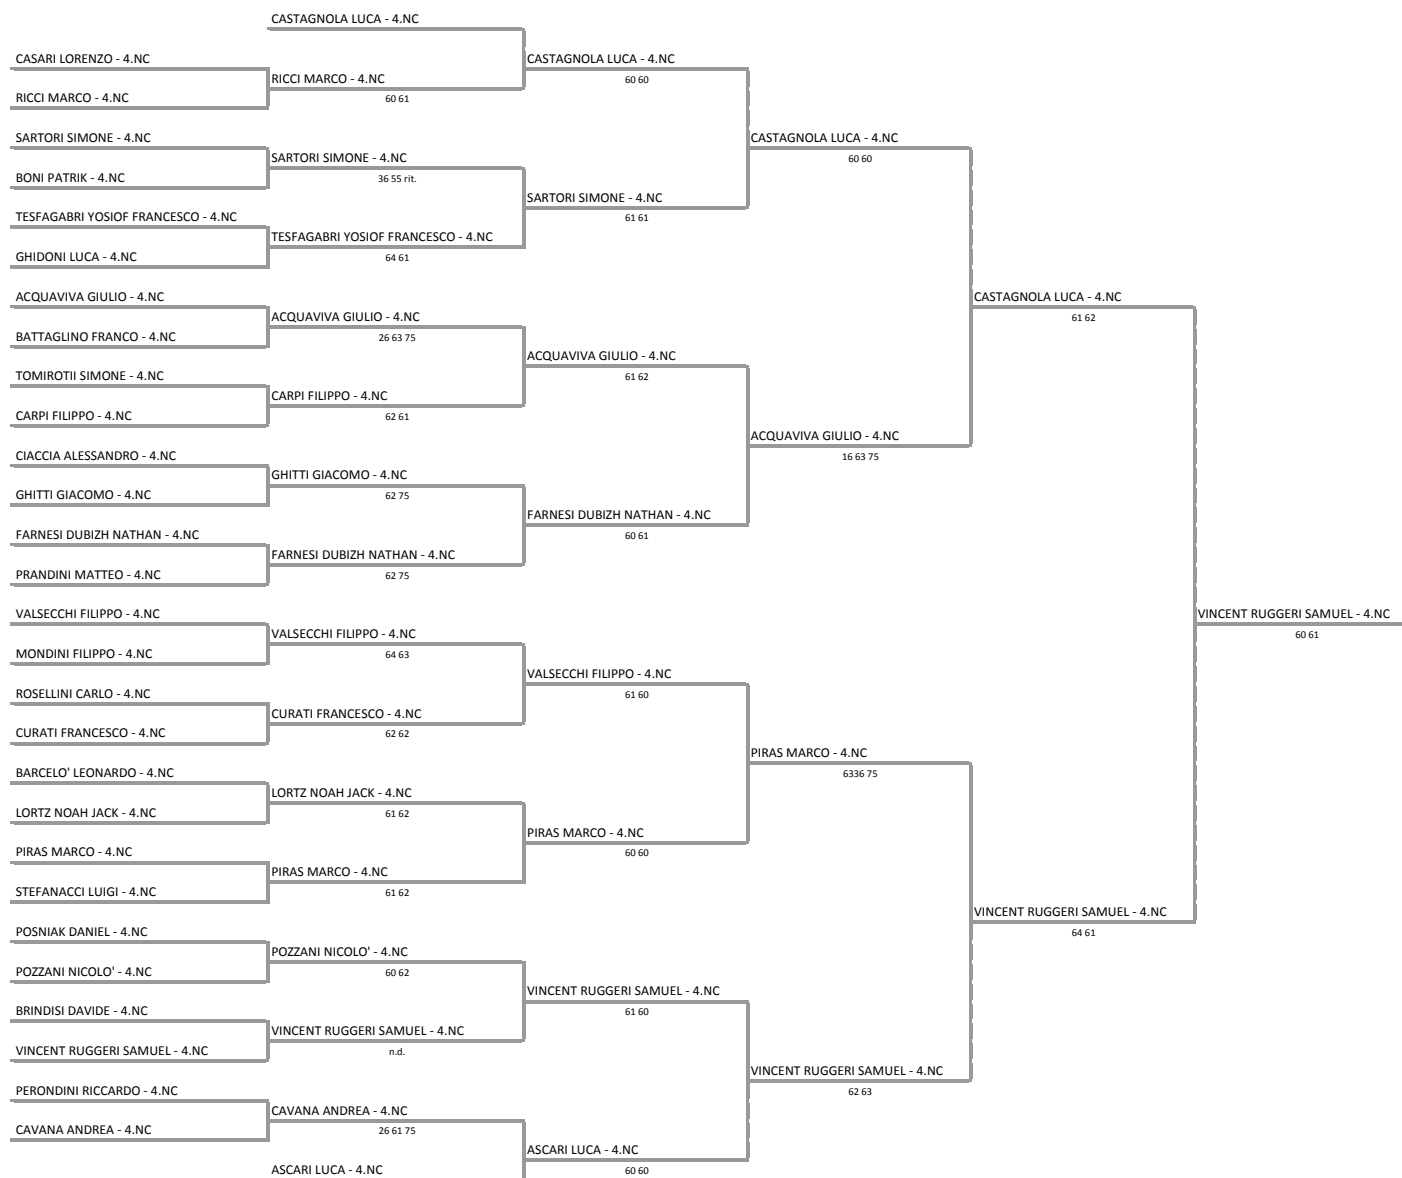 CASTAGNOLA LUCA - 4.NC
CASARI LORENZO - 4.NC
CASTAGNOLA LUCA - 4.NC
RICCI MARCO - 4.NC
60 60
RICCI MARCO - 4.NC
60 61
SARTORI SIMONE - 4.NC
CASTAGNOLA LUCA - 4.NC
SARTORI SIMONE - 4.NC
60 60
BONI PATRIK - 4.NC
36 55 rit.
SARTORI SIMONE - 4.NC
TESFAGABRI YOSIOF FRANCESCO - 4.NC
61 61
TESFAGABRI YOSIOF FRANCESCO - 4.NC
GHIDONI LUCA - 4.NC
64 61
ACQUAVIVA GIULIO - 4.NC
CASTAGNOLA LUCA - 4.NC
ACQUAVIVA GIULIO - 4.NC
61 62
BATTAGLINO FRANCO - 4.NC
26 63 75
ACQUAVIVA GIULIO - 4.NC
TOMIROTII SIMONE - 4.NC
61 62
CARPI FILIPPO - 4.NC
CARPI FILIPPO - 4.NC
62 61
ACQUAVIVA GIULIO - 4.NC
CIACCIA ALESSANDRO - 4.NC
16 63 75
GHITTI GIACOMO - 4.NC
GHITTI GIACOMO - 4.NC
62 75
FARNESI DUBIZH NATHAN - 4.NC
FARNESI DUBIZH NATHAN - 4.NC
60 61
FARNESI DUBIZH NATHAN - 4.NC
PRANDINI MATTEO - 4.NC
62 75
VALSECCHI FILIPPO - 4.NC
VINCENT RUGGERI SAMUEL - 4.NC
VALSECCHI FILIPPO - 4.NC
60 61
MONDINI FILIPPO - 4.NC
64 63
VALSECCHI FILIPPO - 4.NC
ROSELLINI CARLO - 4.NC
61 60
CURATI FRANCESCO - 4.NC
CURATI FRANCESCO - 4.NC
62 62
PIRAS MARCO - 4.NC
BARCELO' LEONARDO - 4.NC
6336 75
LORTZ NOAH JACK - 4.NC
LORTZ NOAH JACK - 4.NC
61 62
PIRAS MARCO - 4.NC
PIRAS MARCO - 4.NC
60 60
PIRAS MARCO - 4.NC
STEFANACCI LUIGI - 4.NC
61 62
VINCENT RUGGERI SAMUEL - 4.NC
POSNIAK DANIEL - 4.NC
64 61
POZZANI NICOLO' - 4.NC
POZZANI NICOLO' - 4.NC
60 62
VINCENT RUGGERI SAMUEL - 4.NC
BRINDISI DAVIDE - 4.NC
61 60
VINCENT RUGGERI SAMUEL - 4.NC
VINCENT RUGGERI SAMUEL - 4.NC
n.d.
VINCENT RUGGERI SAMUEL - 4.NC
PERONDINI RICCARDO - 4.NC
62 63
CAVANA ANDREA - 4.NC
CAVANA ANDREA - 4.NC
26 61 75
ASCARI LUCA - 4.NC
ASCARI LUCA - 4.NC
60 60